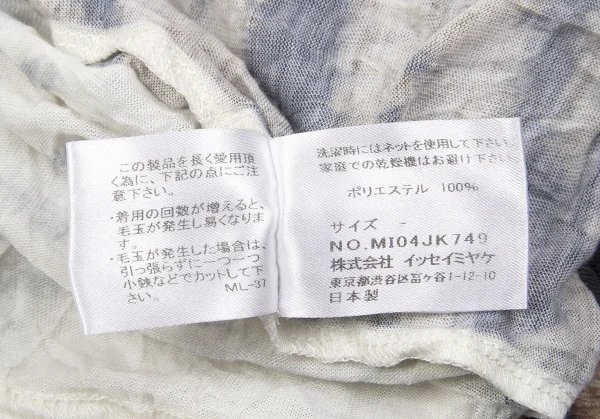 この製品を長く愛用頂
く為に、下記の点にご注
意下さい。
・着用の回数が増えると、
毛玉が発生し易くなりま
す。
・毛玉が発生した場合は、
引っ張らずに一つ一つ
小鋏などでカットして下
さい。
ML-37
洗濯時にはネットを使用して下さい。
家庭での乾燥機はお避け下さい。
ポリエステル 100%
サイズ -
NO.MI04JK749
株式会社 イッセイミヤケ
東京都渋谷区富ヶ谷1-12-10
日本製